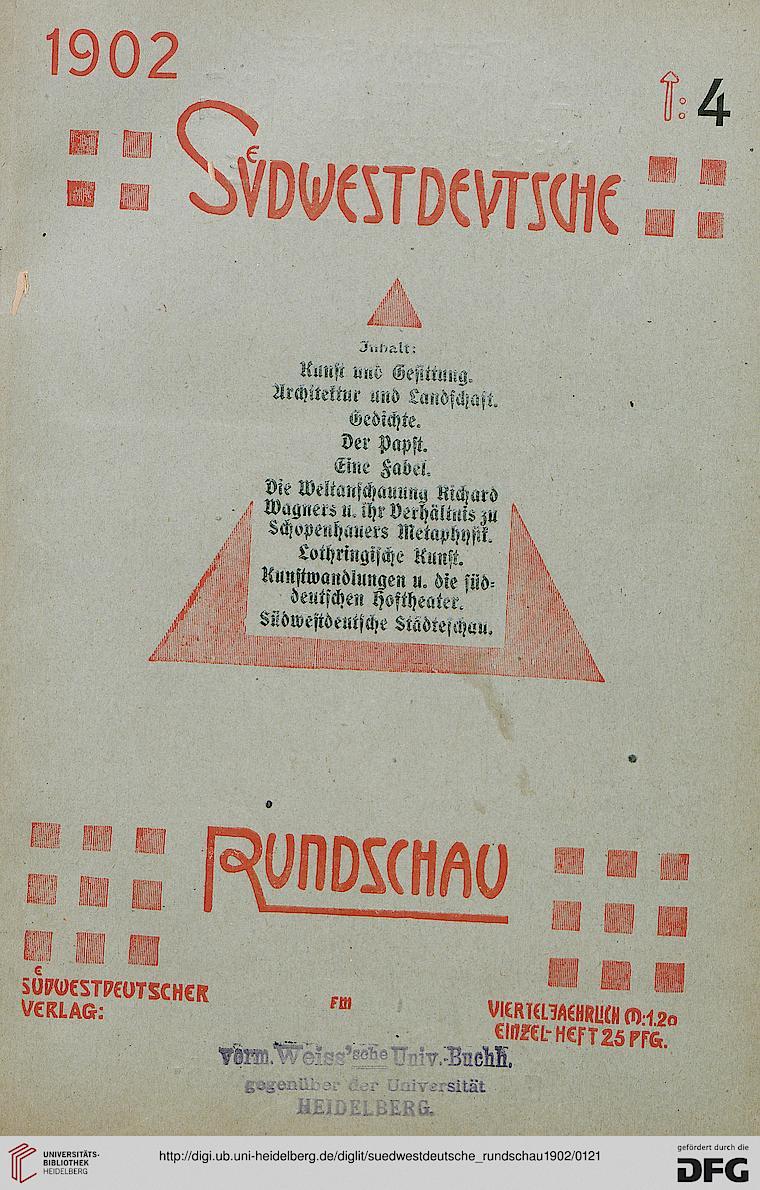 1902
: 4
SÜDWESTDEUTSCHE
Inhalt:
Kunst und Gesittung.
Architektur und Landschaft.
Gedichte.
Der Papst.
Eine Fabel.
Die Weltanschauung Richard
Wagners u. ihr Verhältnis zu
Schopenhauers Metaphysik.
Lothringische Kunst.
Kunstwandlungen u. die süd=
deutschen Hoftheater.
Südwestdeutsche Städteschau.
RUNDSCHAU
SÜDWESTDEUTSCHER
VERLAG:
FM
VIERTELJAEHRLICH M:1.20
EINZEL-HEFT 25 PFG.
vorm. Weiss'sche Univ.-Buchh.
gegenüber der Universität
HEIDELBERG.
UNIVERSITÄTS-
BIBLIOTHEK
HEIDELBERG
http://digi.ub.uni-heidelberg.de/diglit/suedwestdeutsche_rundschau1902/0121
gefördert durch die
DFG